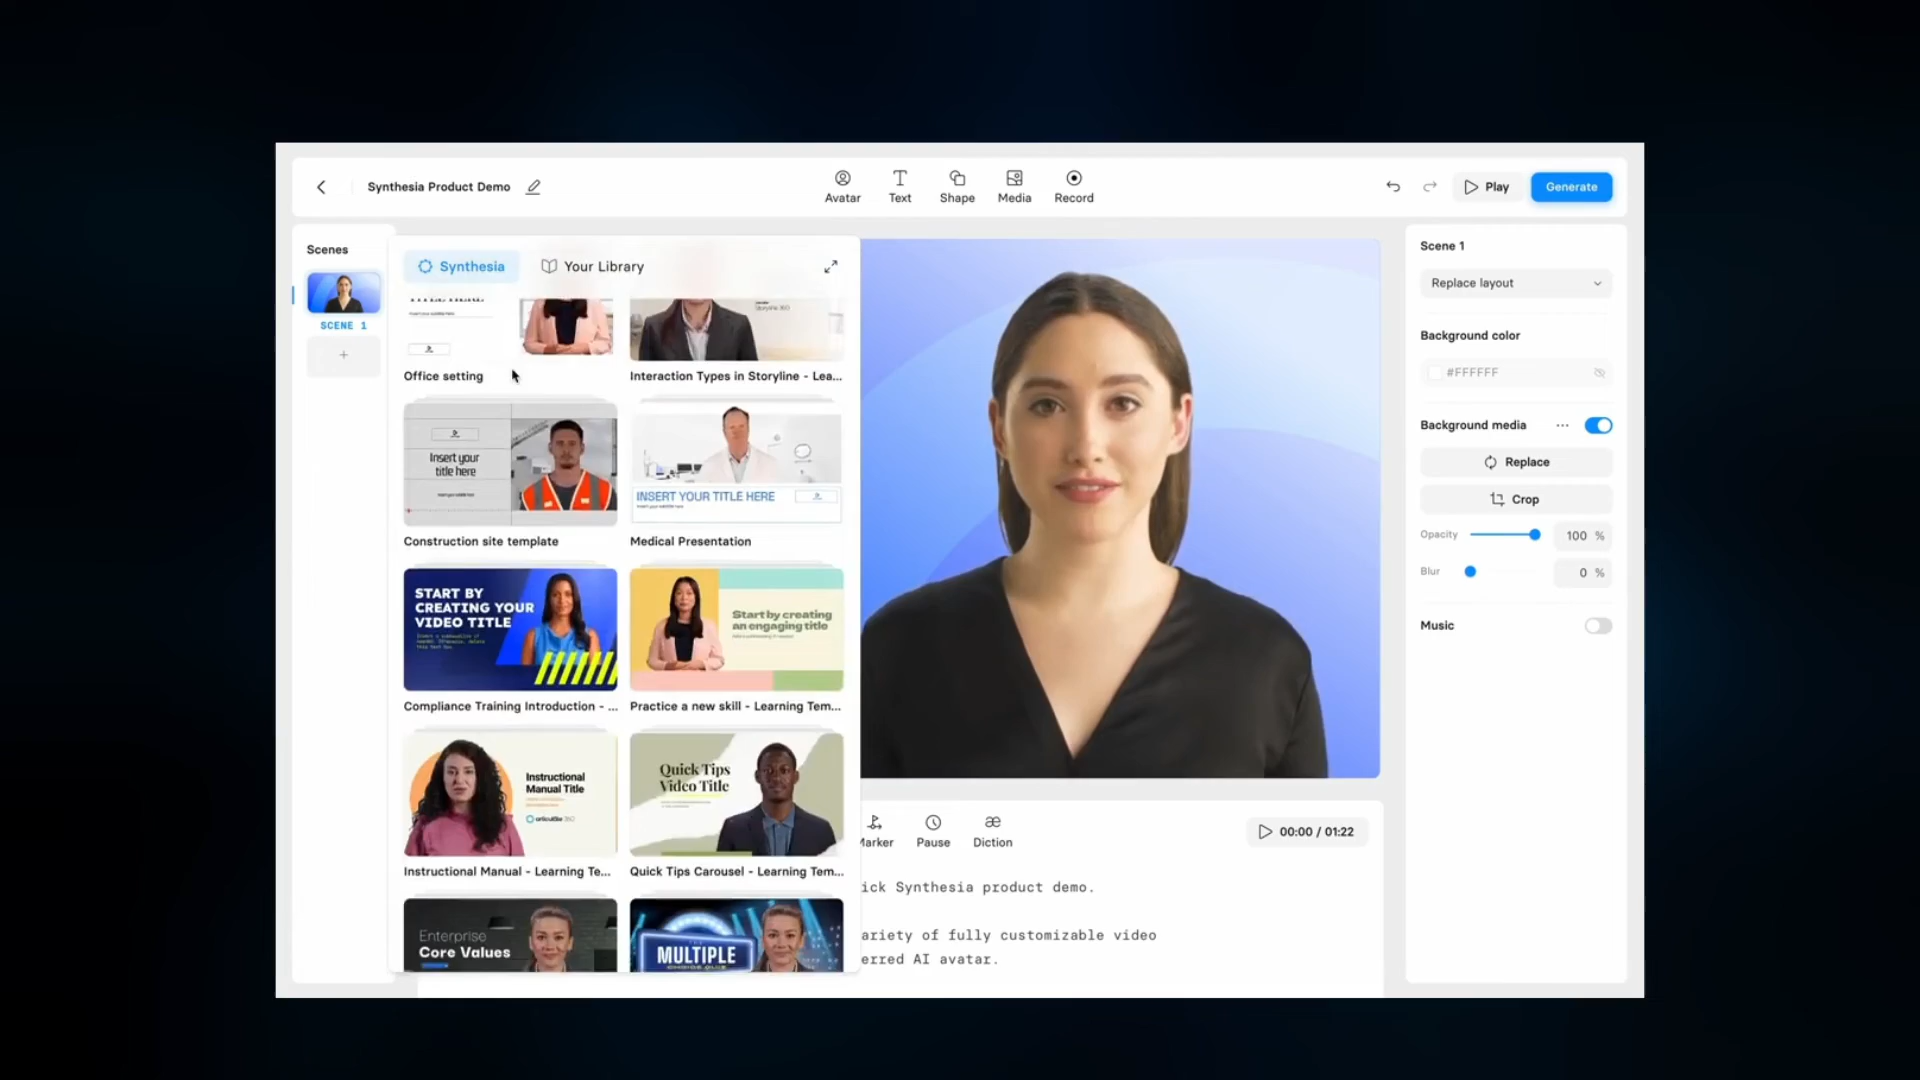 Synthesia Product Demo
Avatar
Text
Shape
Media
Record
Play
Generate
Scenes
SCENE 1
+
Synthesia
Your Library
Office setting
Interaction Types in Storyline - Lea...
Insert your
title here
Construction site template
INSERT YOUR TITLE HERE
Medical Presentation
START BY
CREATING YOUR
VIDEO TITLE
Compliance Training Introduction - ...
Start by creating
an engaging title
Practice a new skill - Learning Tem...
Instructional
Manual Title
articulate 360
Instructional Manual - Learning Te...
Quick Tips
Video Title
Quick Tips Carousel - Learning Tem...
Enterprise
Core Values
MULTIPLE
Marker
Pause
æ
Diction
00:00 / 01:22
ick Synthesia product demo.
ariety of fully customizable video
erred AI avatar.
Scene 1
Replace layout
Background color
#FFFFFF
Background media
Replace
Crop
Opacity
100 %
Blur
0 %
Music